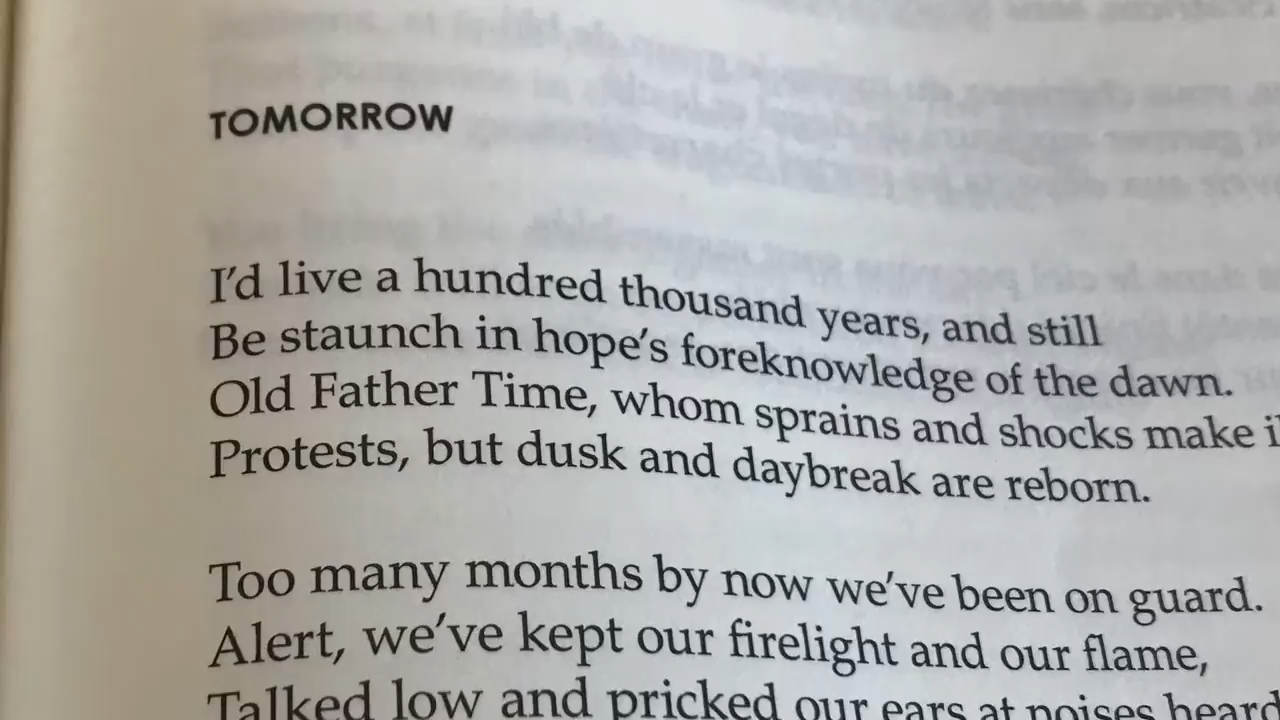 TOMORROW
I'd live a hundred thousand years, and still
Be staunch in hope's foreknowledge of the dawn.
Old Father Time, whom sprains and shocks make
Protests, but dusk and daybreak are reborn.
Too many months by now we've been on guard.
Alert, we've kept our firelight and our flame,
Talked low and pricked our ears at noises heard